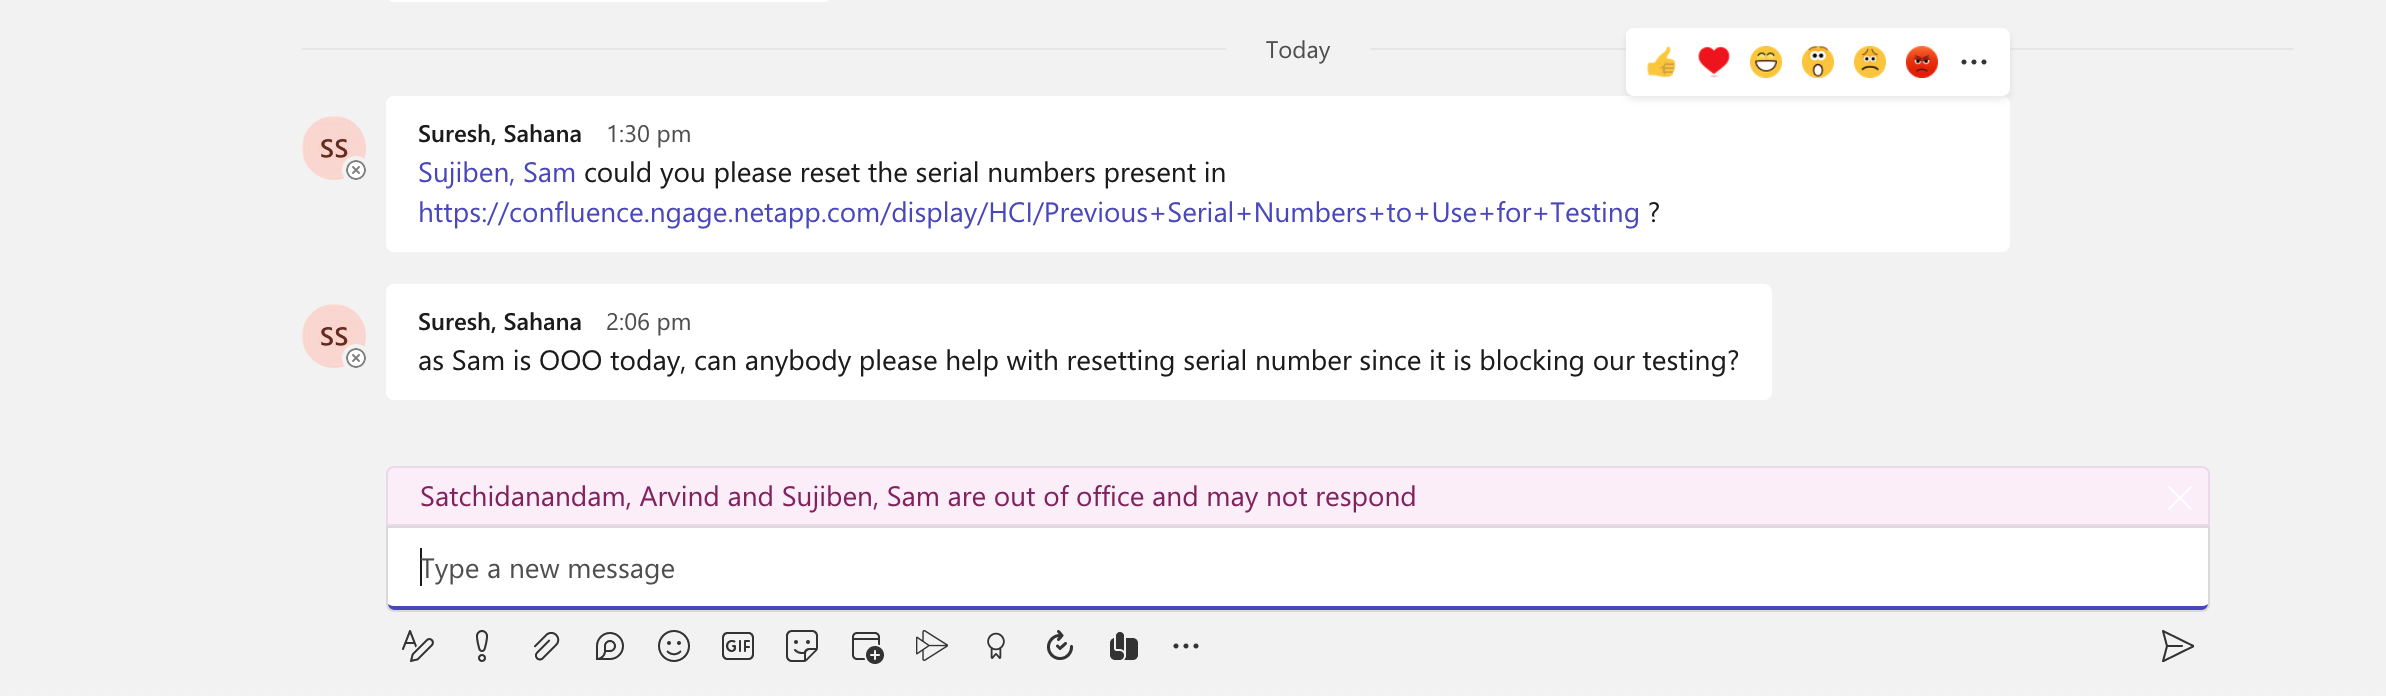 Today
SS
Suresh, Sahana 1:30 pm
Sujiben, Sam could you please reset the serial numbers present in
https://confluence.ngage.netapp.com/display/HCI/Previous+Serial+Numbers+to+Use+for+Testing ?
SS
Suresh, Sahana 2:06 pm
as Sam is OOO today, can anybody please help with resetting serial number since it is blocking our testing?
Satchidanandam, Arvind and Sujiben, Sam are out of office and may not respond
Type a new message
GIF